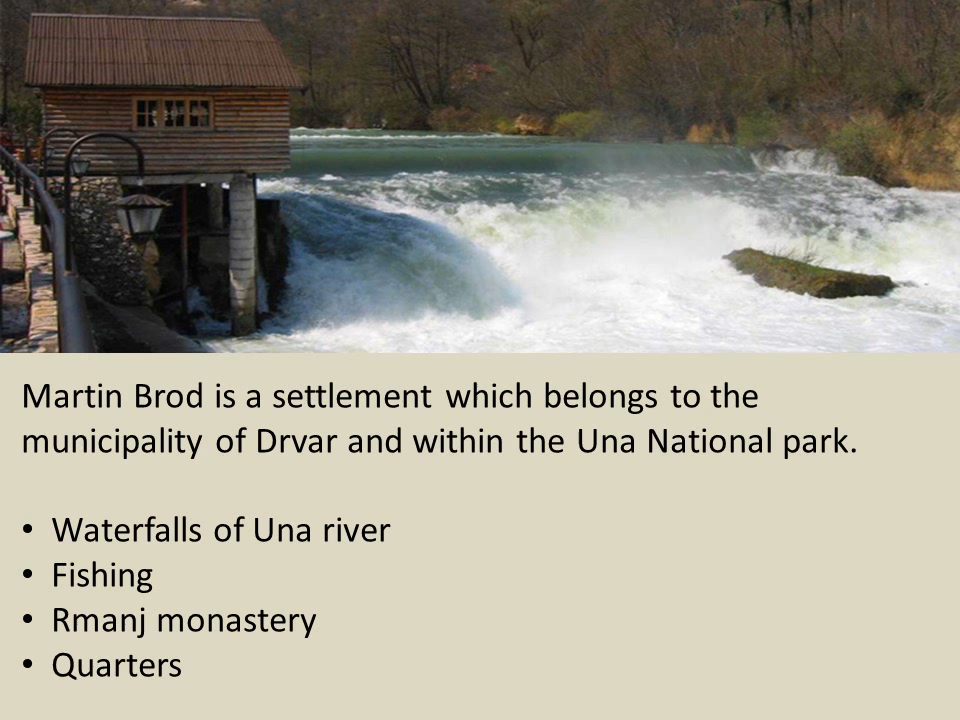 Martin Brod is a settlement which belongs to the
municipality of Drvar and within the Una National park.
• Waterfalls of Una river
• Fishing
• Rmanj monastery
• Quarters